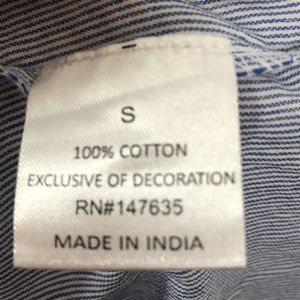 S
100% COTTON
EXCLUSIVE OF DECORATION
RN#147635
MADE IN INDIA